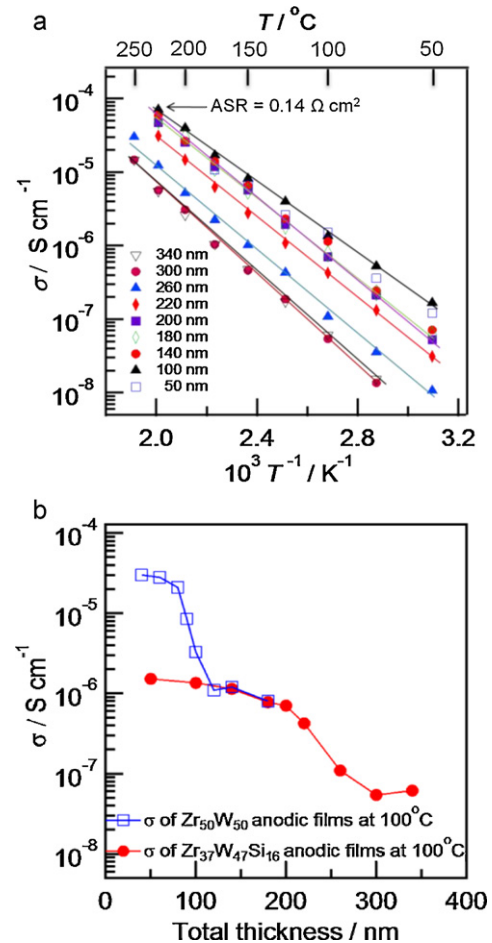 a
T / °C
250 200 150 100 50
10⁻⁴
10⁻⁵
10⁻⁶
10⁻⁷
10⁻⁸
σ / S cm⁻¹
ASR = 0.14 Ω cm²
340 nm
300 nm
260 nm
220 nm
200 nm
180 nm
140 nm
100 nm
50 nm
2.0 2.4 2.8 3.2
10³ T⁻¹ / K⁻¹
b
10⁻⁴
10⁻⁵
10⁻⁶
10⁻⁷
10⁻⁸
σ / S cm⁻¹
σ of Zr₅₀W₅₀ anodic films at 100°C
σ of Zr₃₇W₄₇Si₁₆ anodic films at 100°C
0 100 200 300 400
Total thickness / nm